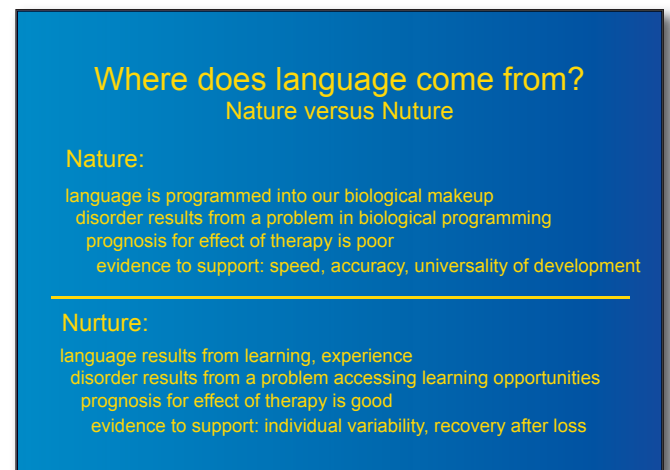 Where does language come from?
Nature versus Nuture
Nature:
language is programmed into our biological makeup
disorder results from a problem in biological programming
prognosis for effect of therapy is poor
evidence to support: speed, accuracy, universality of development
Nurture:
language results from learning, experience
disorder results from a problem accessing learning opportunities
prognosis for effect of therapy is good
evidence to support: individual variability, recovery after loss